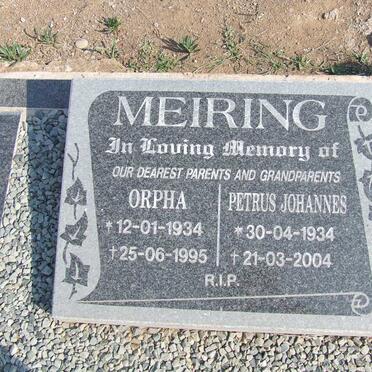 MEIRING
In Loving Memory of
OUR DEAREST PARENTS AND GRANDPARENTS
ORPHA
*12-01-1934
†25-06-1995
PETRUS JOHANNES
*30-04-1934
†21-03-2004
R.I.P.